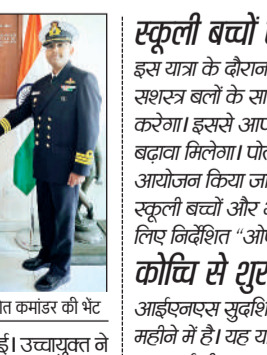 स्कूली बच्चों
इस यात्रा के दौरान
सशस्त्र बलों के सा
करेगा। इससे आप
बढ़ावा मिलेगा। पो
आयोजन किया ज
स्कूली बच्चों और
लिए निर्देशित "ओ
कोच्चि से शु
आईएनएस सुदर्शि
महीने में है। यह य
त कमांडर की भेंट
ई। उच्चायुक्त ने